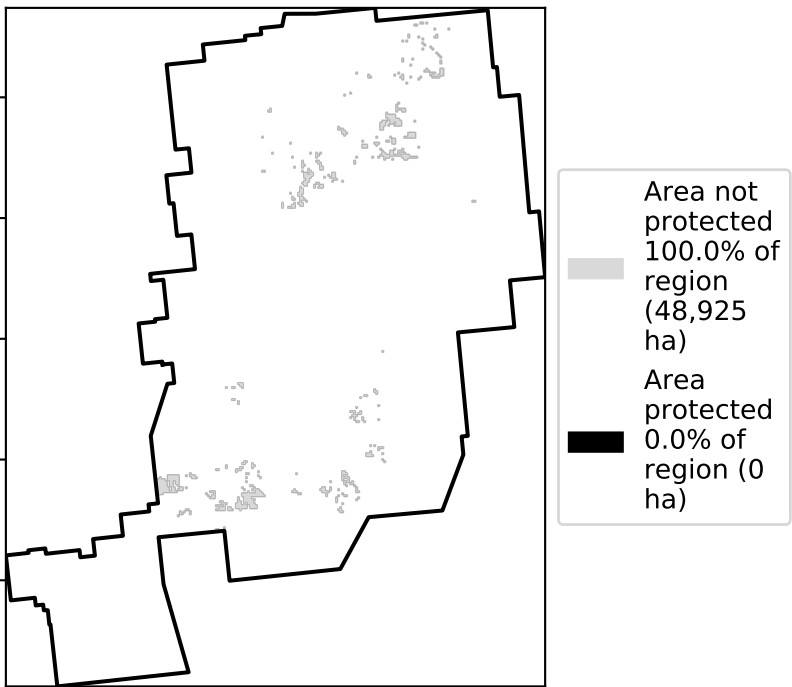 Area not
protected
100.0% of
region
(48,925
ha)
Area
protected
0.0% of
region (0
ha)